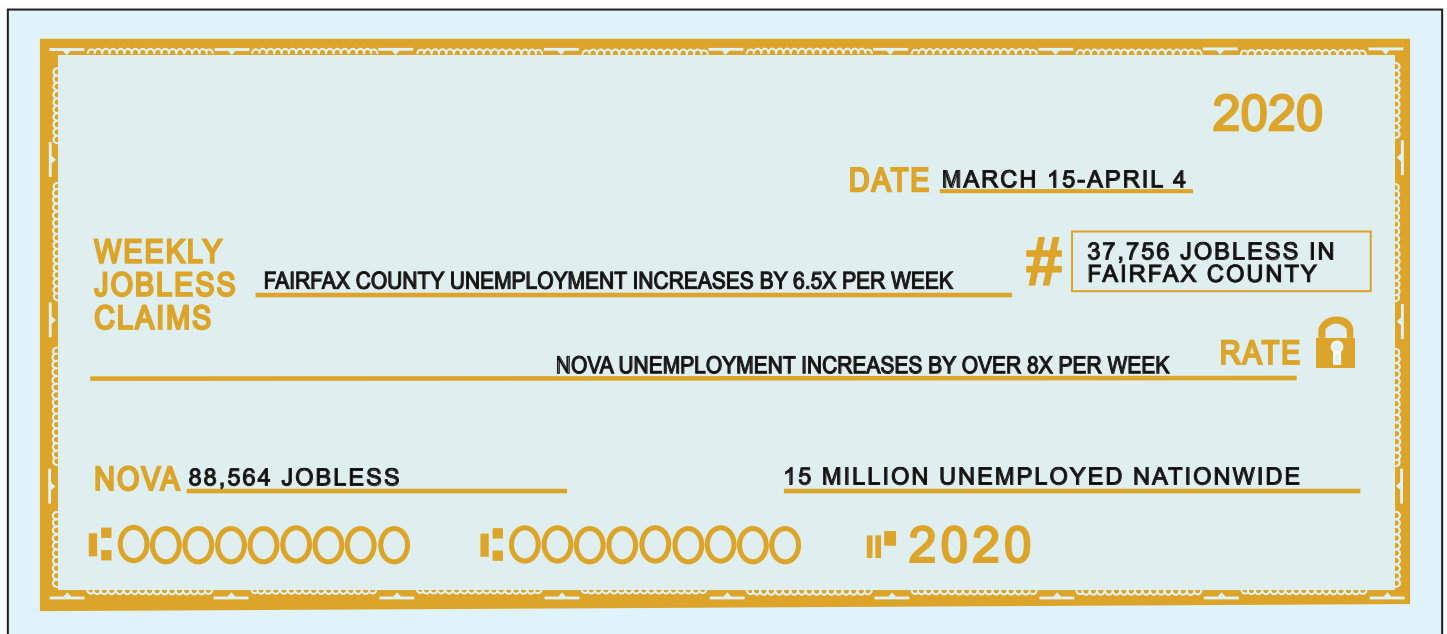 2020
DATE MARCH 15-APRIL 4
WEEKLY
JOBLESS
CLAIMS
FAIRFAX COUNTY UNEMPLOYMENT INCREASES BY 6.5X PER WEEK
# 37,756 JOBLESS IN
FAIRFAX COUNTY
NOVA UNEMPLOYMENT INCREASES BY OVER 8X PER WEEK
RATE
NOVA 88,564 JOBLESS
15 MILLION UNEMPLOYED NATIONWIDE
⑆OOOOOOOOO ⑆OOOOOOOOO ⑈2020